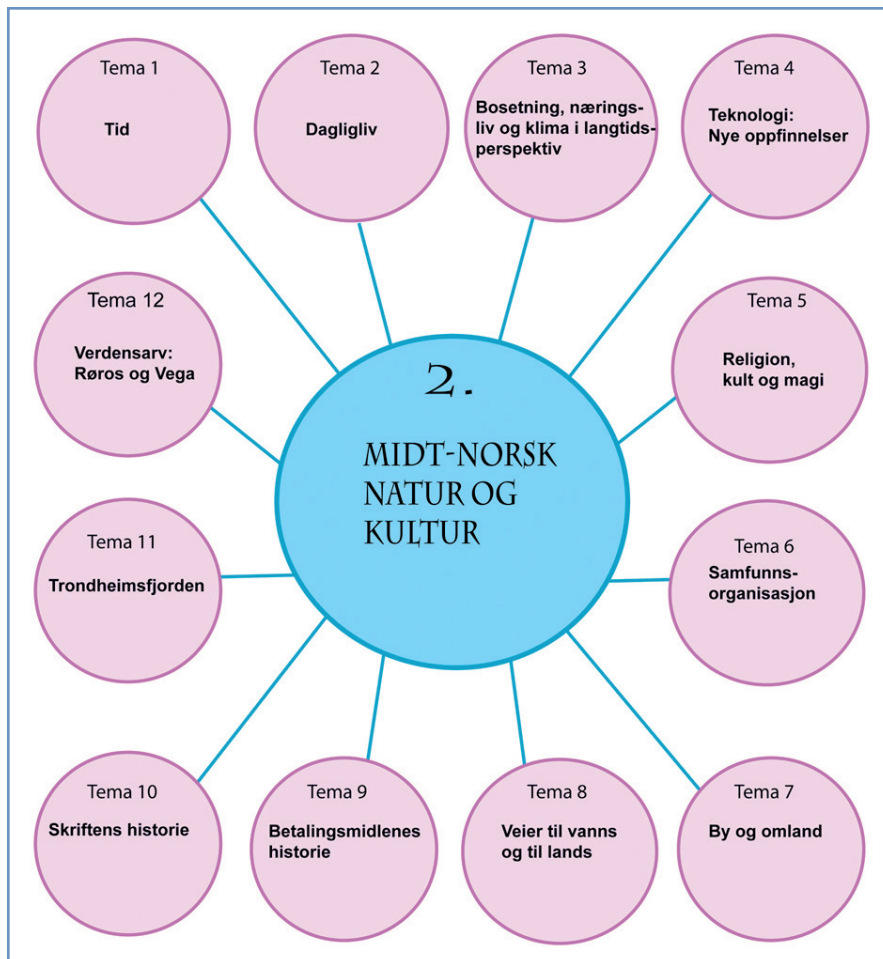 Tema 1
Tid
Tema 2
Dagligliv
Tema 3
Bosetning, nærings-
liv og klima i langtids-
perspektiv
Tema 4
Teknologi:
Nye oppfinnelser
Tema 12
Verdensarv:
Røros og Vega
Tema 5
Religion,
kult og magi
2.
MIDT-NORSK
NATUR OG
KULTUR
Tema 11
Trondheimsfjorden
Tema 6
Samfunns-
organisasjon
Tema 10
Skriftens historie
Tema 9
Betalingsmidlenes
historie
Tema 8
Veier til vanns
og til lands
Tema 7
By og omland